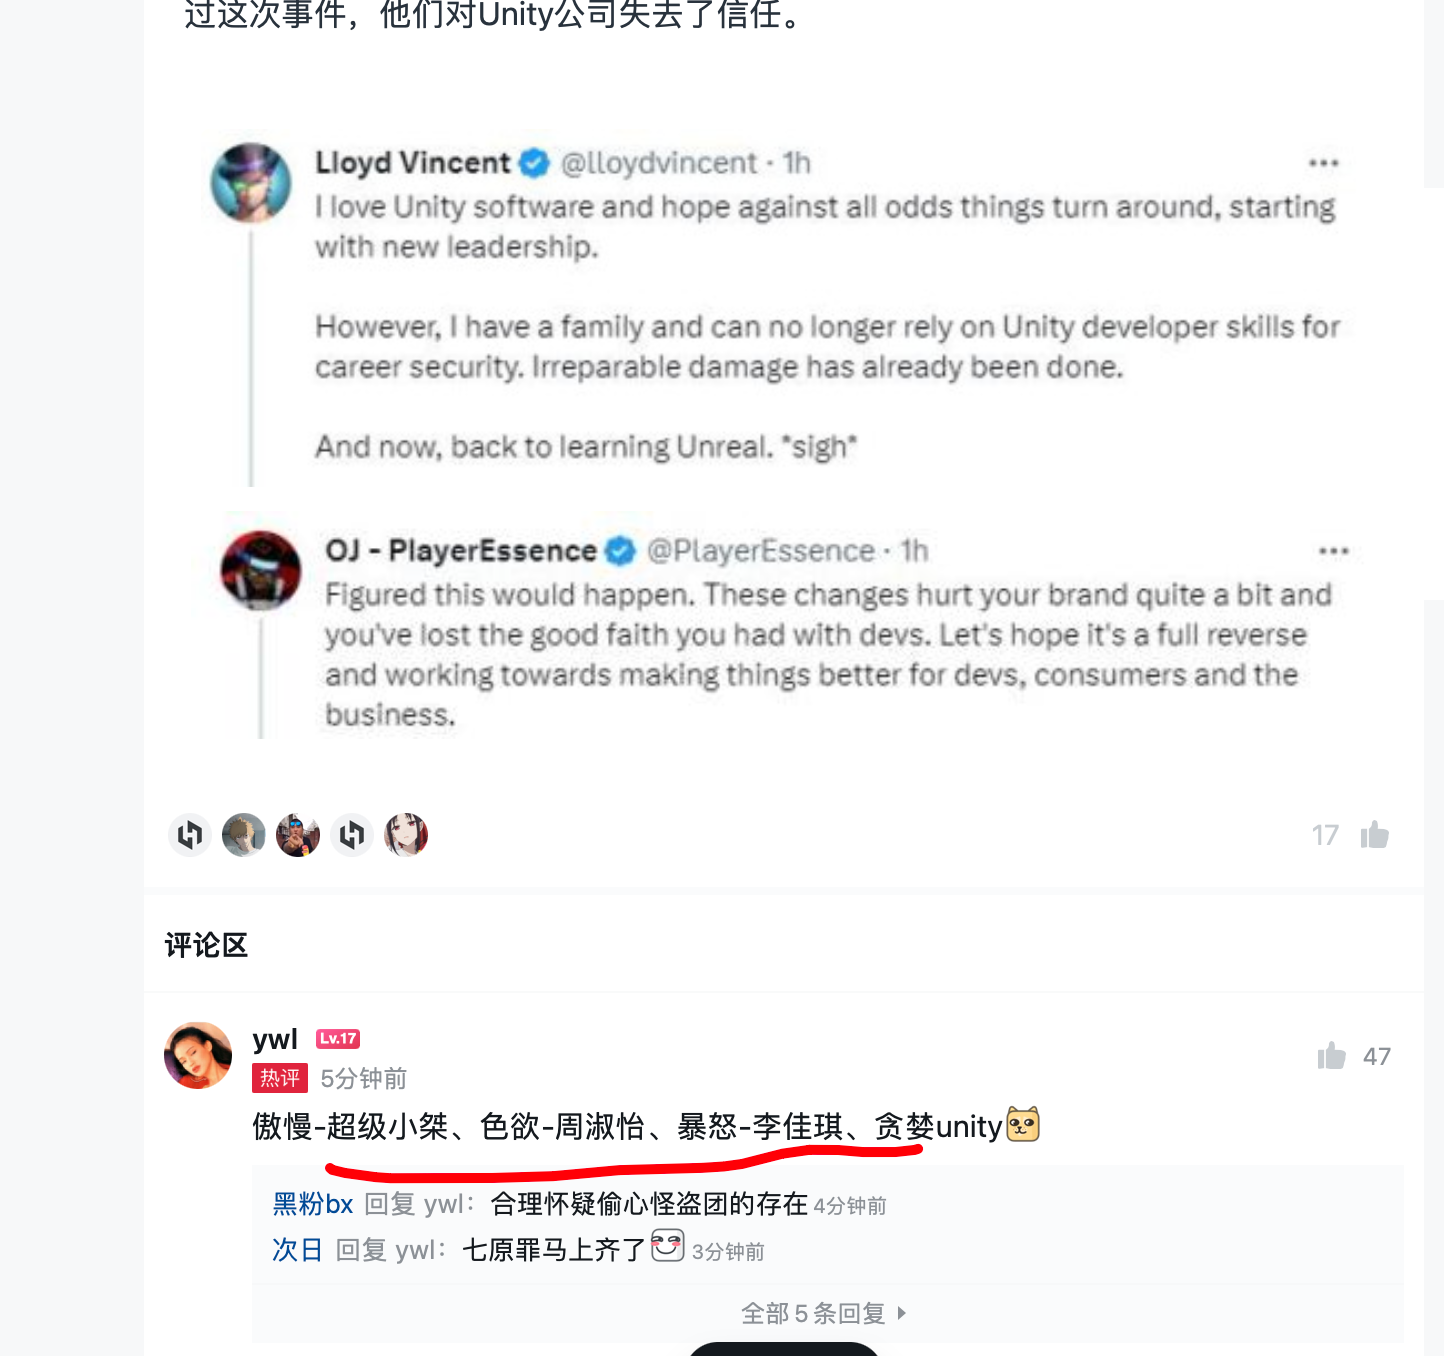 过这次事件，他们对Unity公司失去了信任。
Lloyd Vincent @lloydvincent · 1h
I love Unity software and hope against all odds things turn around, starting
with new leadership.
However, I have a family and can no longer rely on Unity developer skills for
career security. Irreparable damage has already been done.
And now, back to learning Unreal. *sigh*
OJ - PlayerEssence @PlayerEssence · 1h
Figured this would happen. These changes hurt your brand quite a bit and
you've lost the good faith you had with devs. Let's hope it's a full reverse
and working towards making things better for devs, consumers and the
business.
17
评论区
ywl Lv.17
47
热评 5分钟前
傲慢-超级小桀、色欲-周淑怡、暴怒-李佳琪、贪婪unity
黑粉bx 回复 ywl： 合理怀疑偷心怪盗团的存在 4分钟前
次日 回复 ywl： 七原罪马上齐了 3分钟前
全部 5 条回复